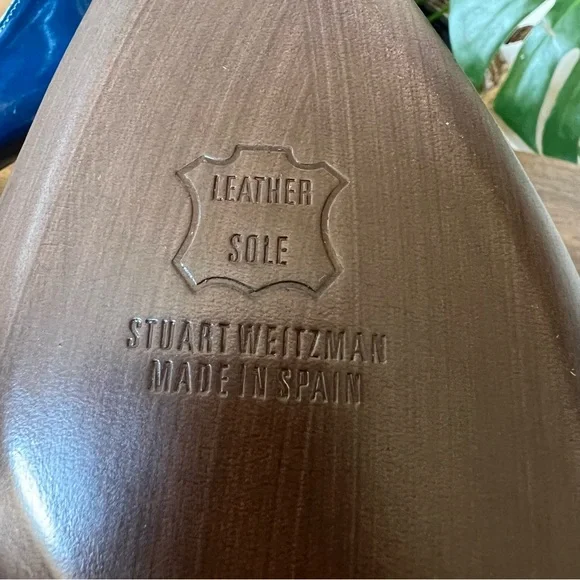 LEATHER
SOLE
STUART WEITZMAN
MADE IN SPAIN